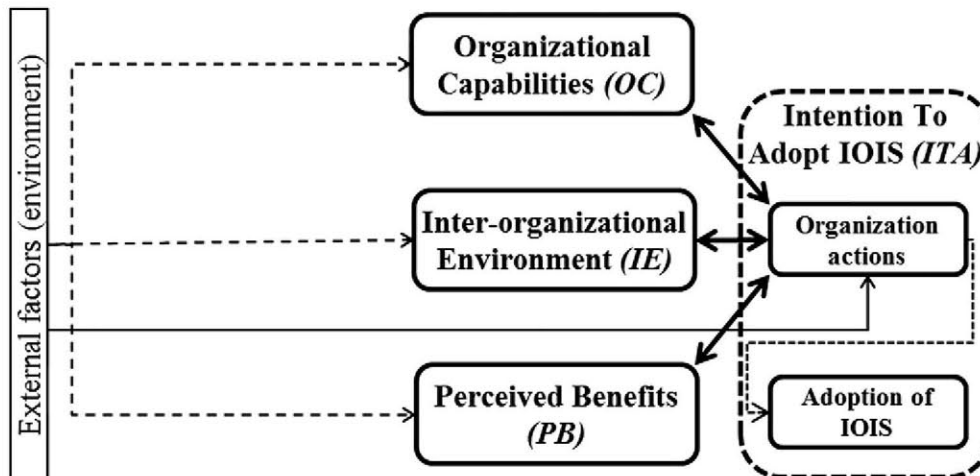 External factors (environment)
Organizational
Capabilities (OC)
Intention To
Adopt IOIS (ITA)
Inter-organizational
Environment (IE)
Organization
actions
Perceived Benefits
(PB)
Adoption of
IOIS